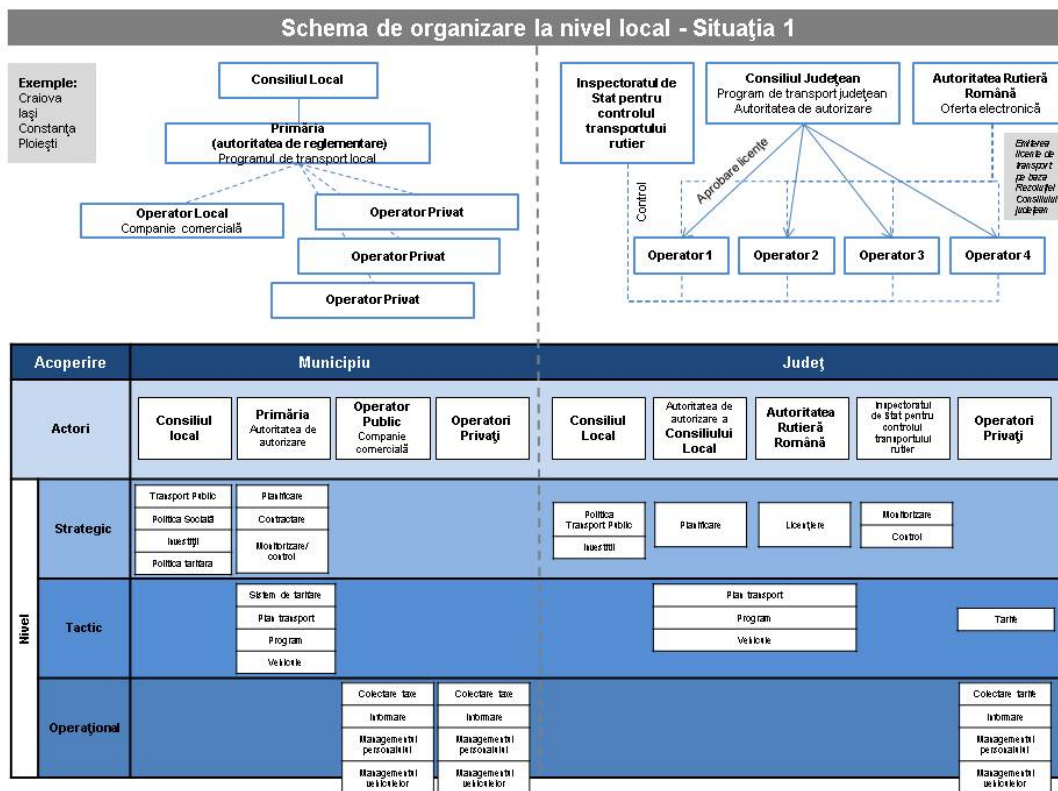 Schema de organizare la nivel local - Situaţia 1
Exemple:
Craiova
Iaşi
Constanţa
Ploieşti
Consiliul Local
Primăria
(autoritatea de reglementare)
Programul de transport local
Operator Local
Companie comercială
Operator Privat
Operator Privat
Operator Privat
Inspectoratul de
Stat pentru
controlul
transportului
rutier
Consiliul Judeţean
Program de transport judeţean
Autoritatea de autorizare
Autoritatea Rutieră
Română
Oferta electronică
Emiterea
licente de
transport
pe baza
Rezoluţiei
Consiliului
judeţean
Aprobare licenţe
Control
Operator 1
Operator 2
Operator 3
Operator 4
Acoperire
Municipiu
Judeţ
Actori
Consiliul
local
Primăria
Autoritatea de
autorizare
Operator
Public
Companie
comercială
Operatori
Privaţi
Consiliul
Local
Autoritatea de
autorizare a
Consiliului
Local
Autoritatea
Rutieră
Română
Inspectoratul
de Stat pentru
controlul
transportului
rutier
Operatori
Privaţi
Nivel
Strategic
Transport Public
Politica Socială
Investiţii
Politica tarifara
Planificare
Contractare
Monitorizare/
control
Politica
Transport Public
Investitii
Planificare
Licenţiere
Monitorizare
Control
Tactic
Sistem de tarifare
Plan transport
Program
Vehicule
Plan transport
Program
Vehicule
Tarife
Operaţional
Colectare taxe
Informare
Managementul
personalului
Managementul
vehiculelor
Colectare taxe
Informare
Managementul
personalului
Managementul
vehiculelor
Colectare tarife
Informare
Managementul
personalului
Managementul
vehiculelor